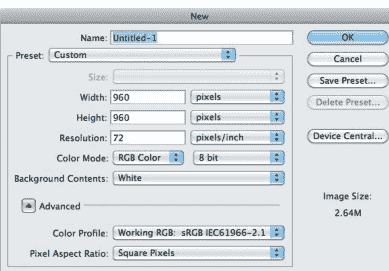 New
Name: Untitled-1
OK
Preset: Custom
Cancel
Size:
Save Preset...
Width: 960 pixels
Delete Preset...
Height: 960 pixels
Resolution: 72 pixels/inch
Device Central...
Color Mode: RGB Color 8 bit
Background Contents: White
Image Size:
2.64M
Advanced
Color Profile: Working RGB: sRGB IEC61966-2.1
Pixel Aspect Ratio: Square Pixels